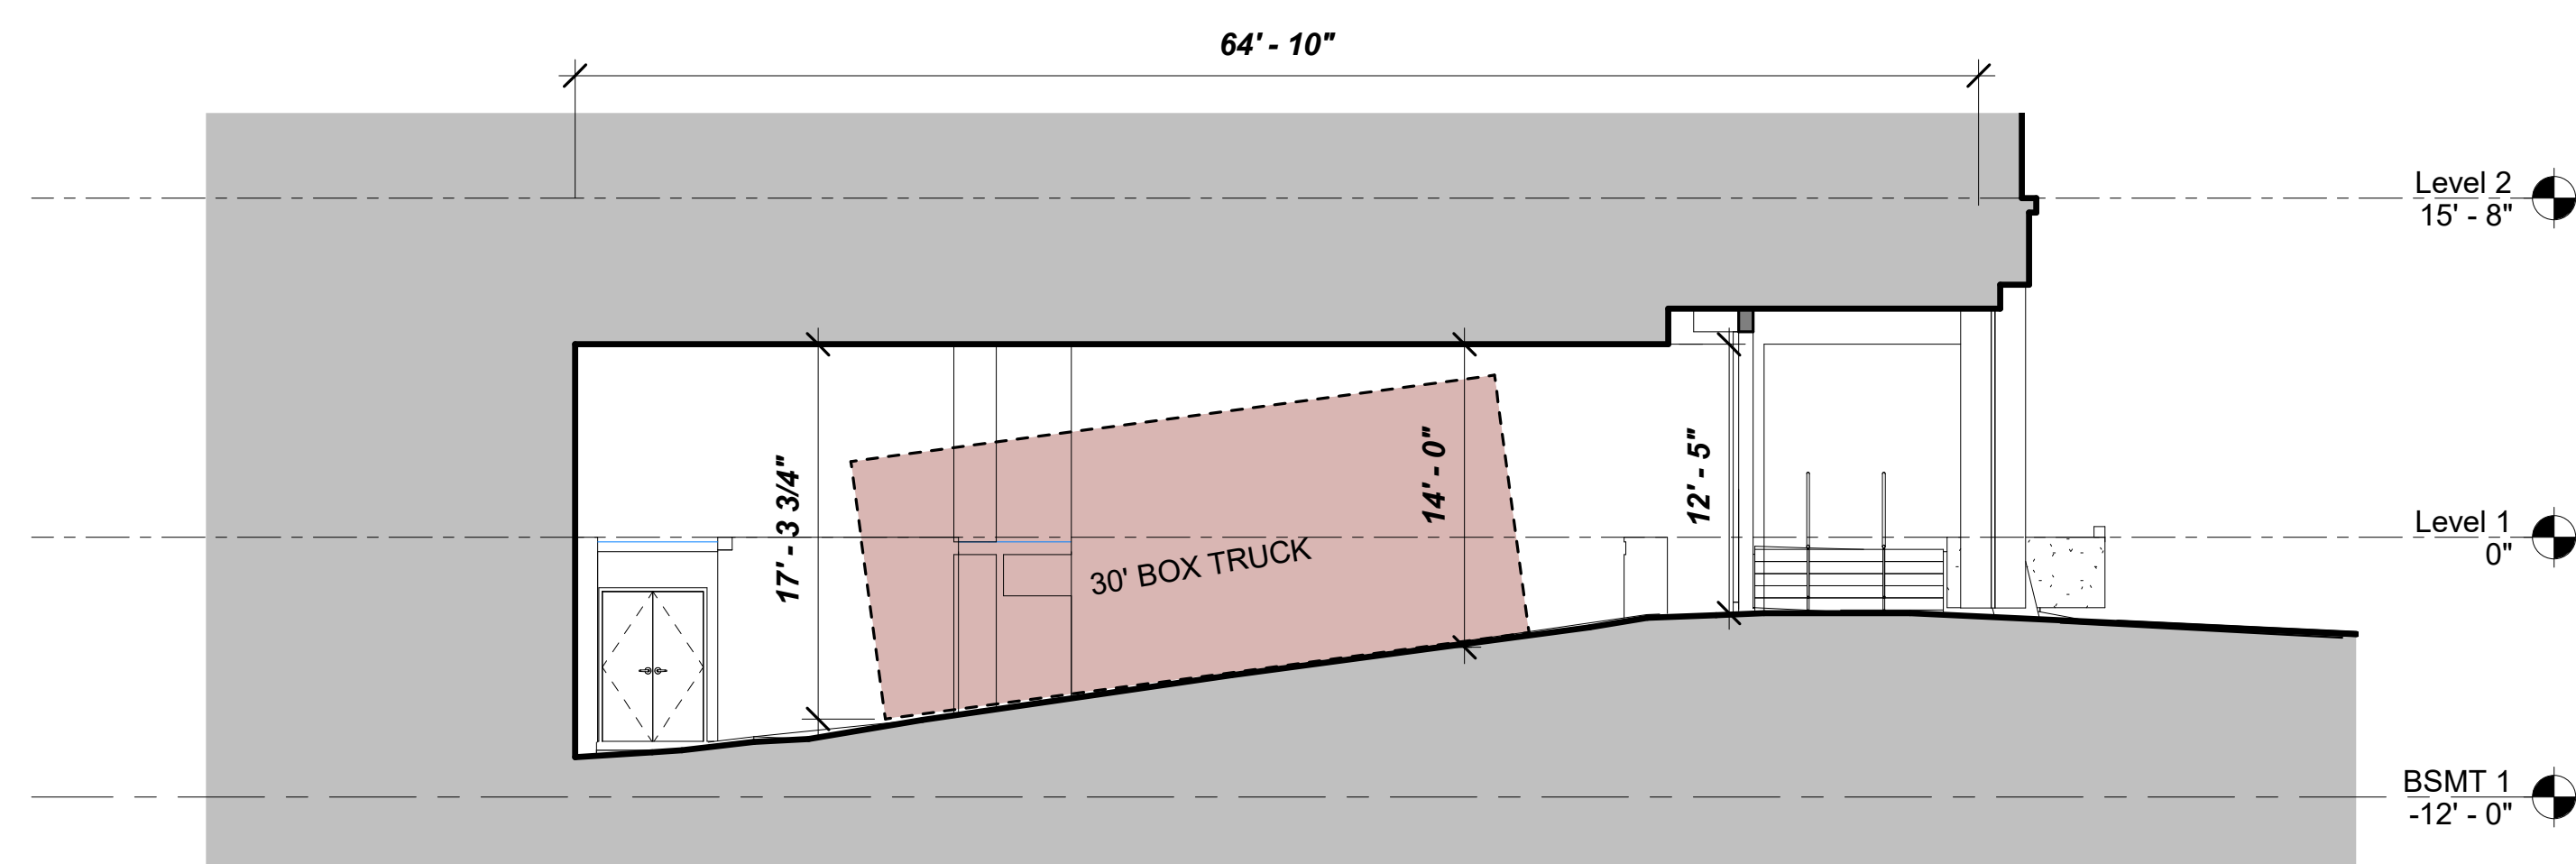 64' - 10"
Level 2
15' - 8"
17' - 3 3/4"
14' - 0"
12' - 5"
30' BOX TRUCK
Level 1
0"
BSMT 1
-12' - 0"